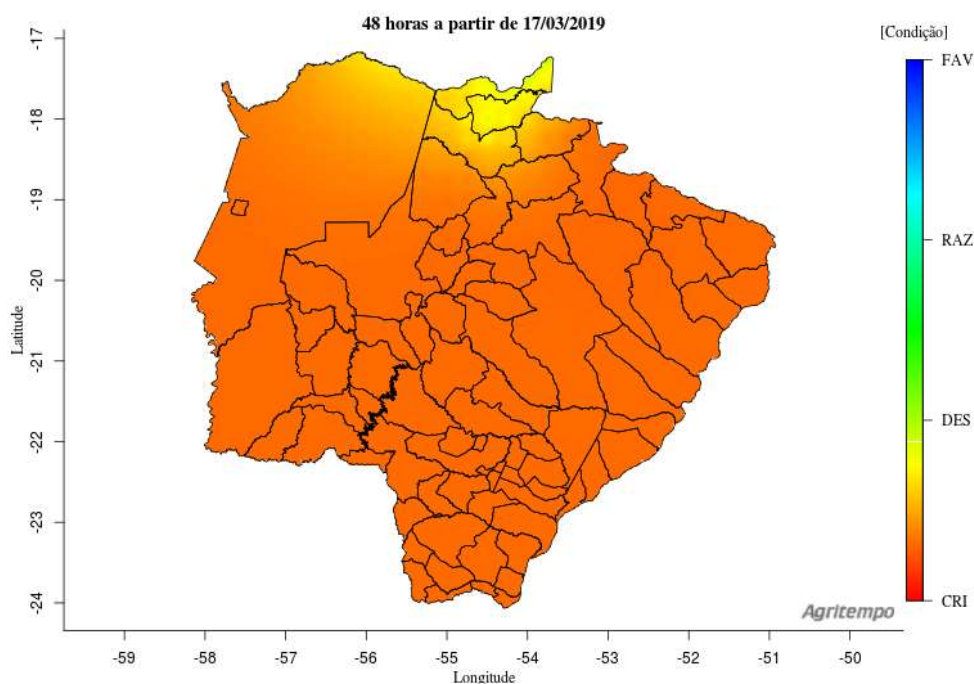 48 horas a partir de 17/03/2019
[Condição]
FAV
RAZ
DES
CRI
Latitude
-17
-18
-19
-20
-21
-22
-23
-24
Agritempo
-59 -58 -57 -56 -55 -54 -53 -52 -51 -50
Longitude